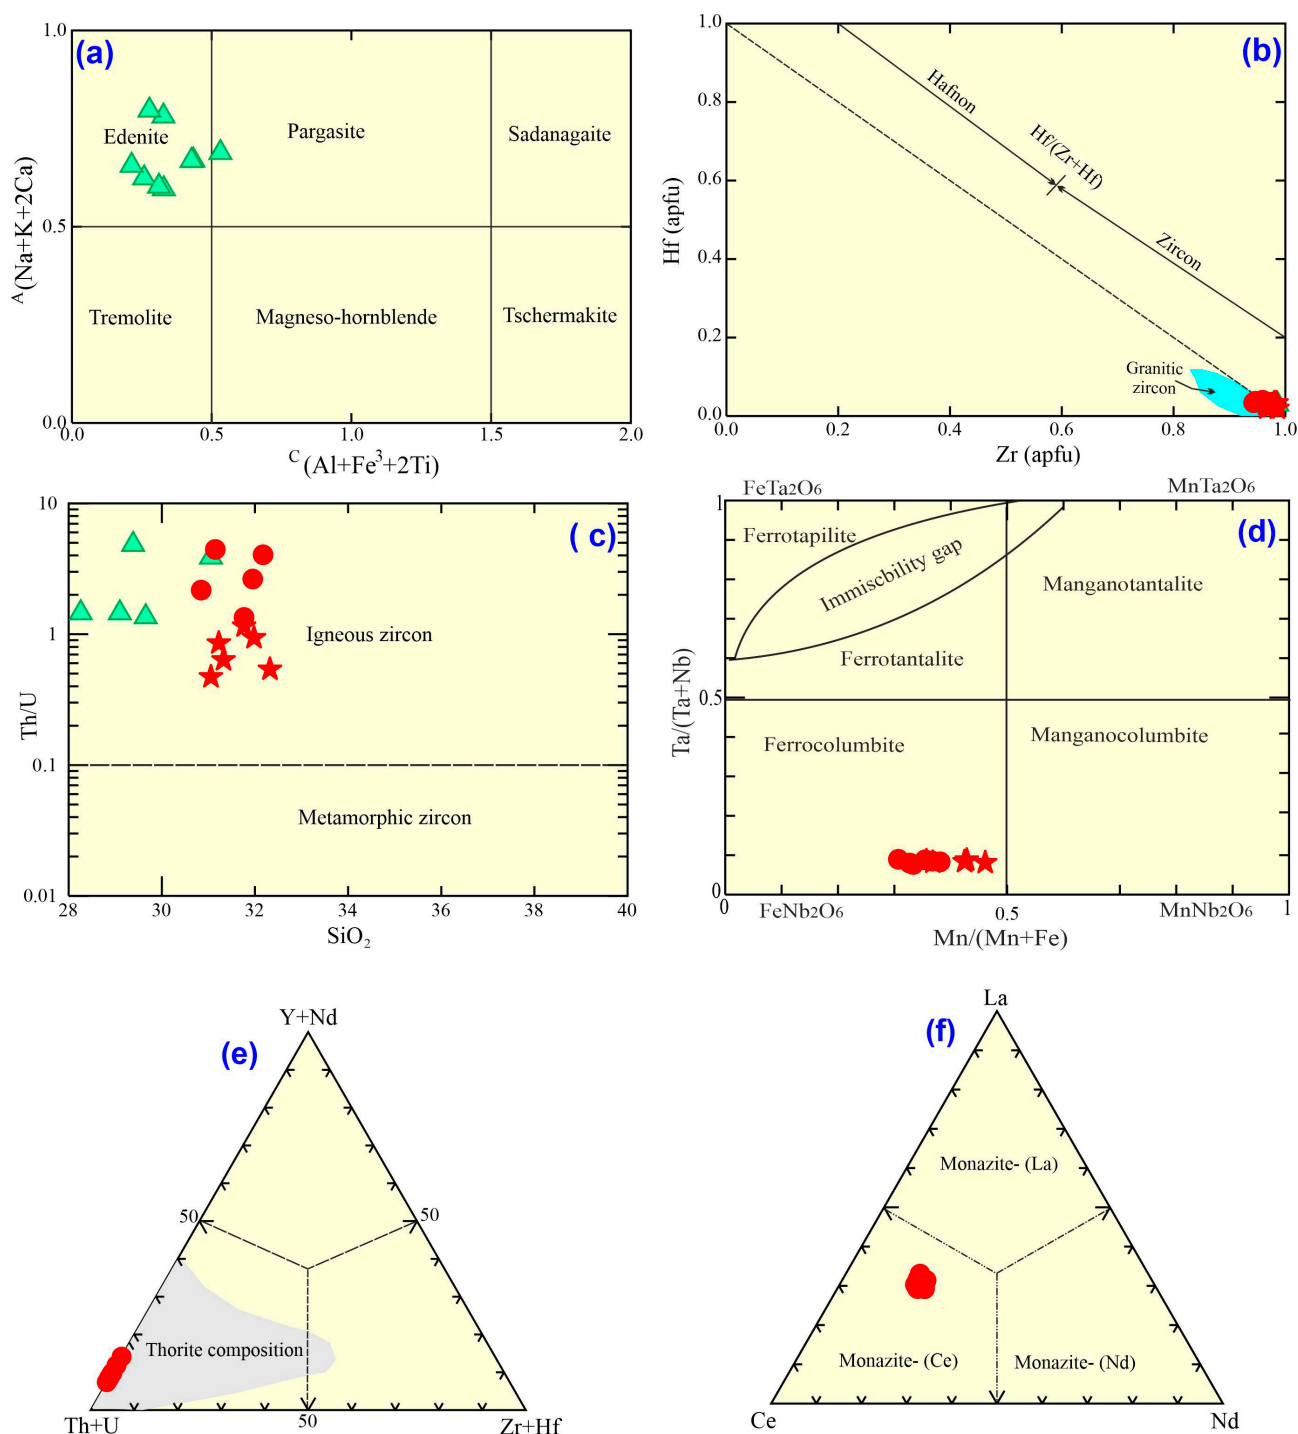 (a)
1.0
0.5
0.0
0.0
0.5
1.0
1.5
2.0
Edenite
Pargasite
Sadanagaite
Tremolite
Magneso-hornblende
Tschermakite
A(Na+K+2Ca)
C (Al+Fe3+2Ti)
(b)
1.0
0.8
0.6
0.4
0.2
0.0
0.0
0.2
0.4
0.6
0.8
1.0
Hafnon
Hf/(Zr+Hf)
Zircon
Granitic
zircon
Hf (apfu)
Zr (apfu)
( c)
10
1
0.1
0.01
28
30
32
34
36
38
40
Igneous zircon
Metamorphic zircon
Th/U
SiO2
(d)
FeTa2O6
MnTa2O6
1
0.5
0
0
0.5
1
Ferrotapilite
Immiscbility gap
Manganotantalite
Ferrotantalite
Ferrocolumbite
Manganocolumbite
FeNb2O6
MnNb2O6
Ta/(Ta+Nb)
Mn/(Mn+Fe)
(e)
Y+Nd
50
50
Thorite composition
Th+U
50
Zr+Hf
(f)
La
Monazite- (La)
Monazite- (Ce)
Monazite- (Nd)
Ce
Nd